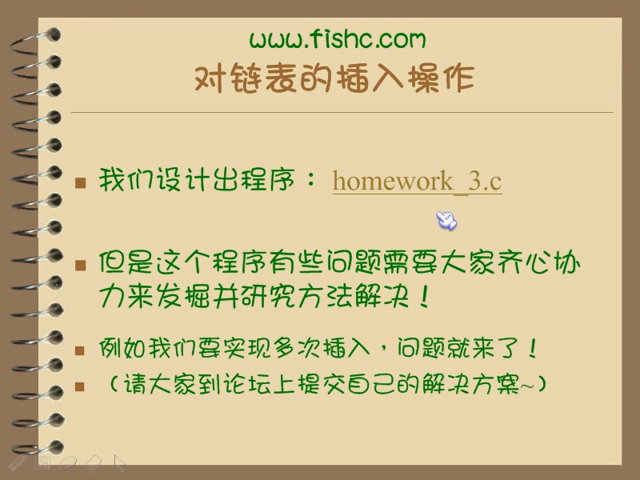 www.fishc.com
对链表的插入操作
我们设计出程序： homework_3.c
但是这个程序有些问题需要大家齐心协
力来发掘并研究方法解决！
例如我们要实现多次插入，问题就来了！
（请大家到论坛上提交自己的解决方案~）